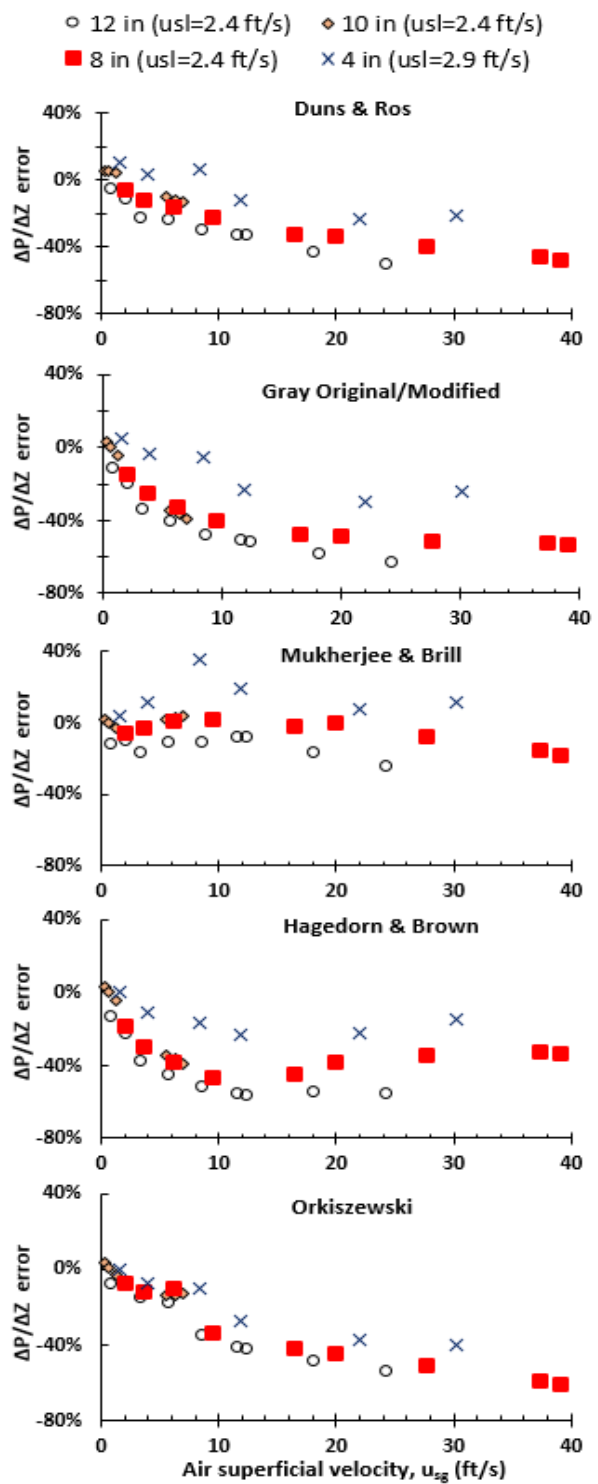 12 in (usl=2.4 ft/s) 10 in (usl=2.4 ft/s)
8 in (usl=2.4 ft/s) 4 in (usl=2.9 ft/s)
Duns & Ros
40%
0%
-40%
-80%
ΔP/ΔZ error
0 10 20 30 40
Gray Original/Modified
40%
0%
-40%
-80%
ΔP/ΔZ error
0 10 20 30 40
Mukherjee & Brill
40%
0%
-40%
-80%
ΔP/ΔZ error
0 10 20 30 40
Hagedorn & Brown
40%
0%
-40%
-80%
ΔP/ΔZ error
0 10 20 30 40
Orkiszewski
40%
0%
-40%
-80%
ΔP/ΔZ error
0 10 20 30 40
Air superficial velocity, usg (ft/s)